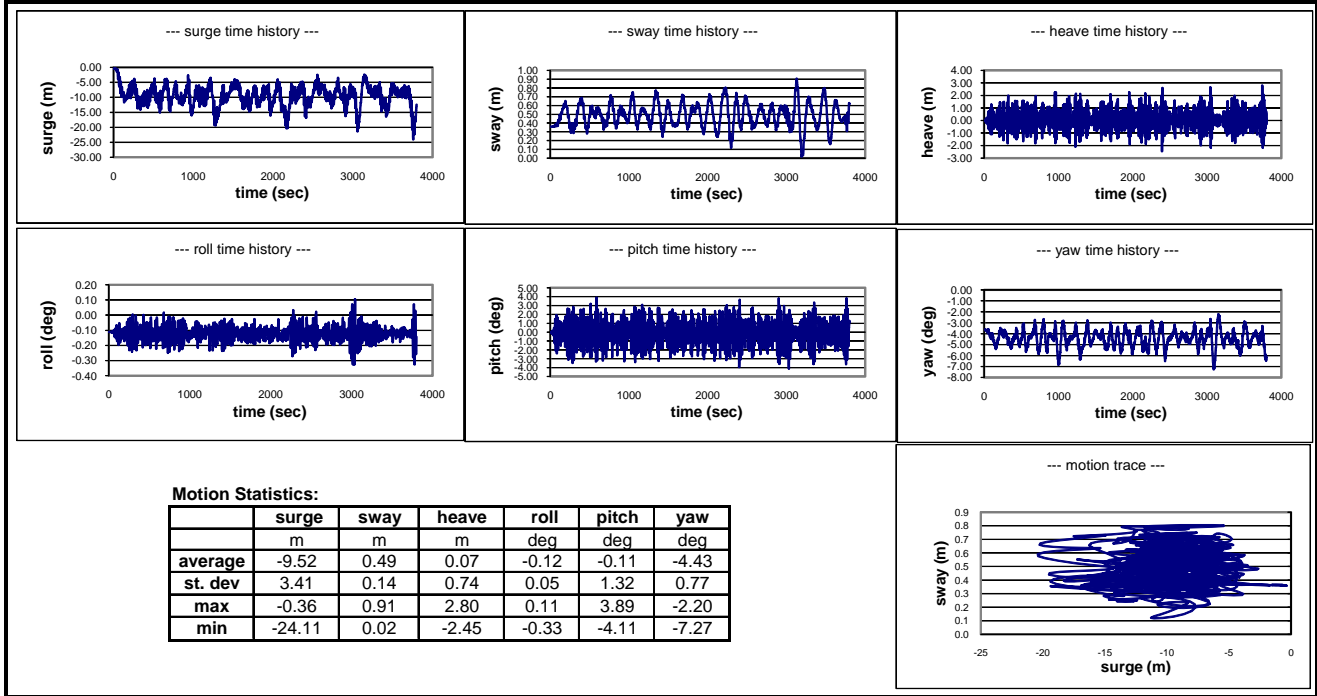 --- surge time history ---
surge (m)
0.00
-5.00
-10.00
-15.00
-20.00
-25.00
-30.00
0 1000 2000 3000 4000
time (sec)
--- sway time history ---
sway (m)
1.00
0.90
0.80
0.70
0.60
0.50
0.40
0.30
0.20
0.10
0.00
0 1000 2000 3000 4000
time (sec)
--- heave time history ---
heave (m)
4.00
3.00
2.00
1.00
0.00
-1.00
-2.00
-3.00
0 1000 2000 3000 4000
time (sec)
--- roll time history ---
roll (deg)
0.20
0.10
0.00
-0.10
-0.20
-0.30
-0.40
0 1000 2000 3000 4000
time (sec)
--- pitch time history ---
pitch (deg)
5.00
4.00
3.00
2.00
1.00
0.00
-1.00
-2.00
-3.00
-4.00
-5.00
0 1000 2000 3000 4000
time (sec)
--- yaw time history ---
yaw (deg)
0.00
-1.00
-2.00
-3.00
-4.00
-5.00
-6.00
-7.00
-8.00
0 1000 2000 3000 4000
time (sec)
Motion Statistics:
surge sway heave roll pitch yaw
m m m deg deg deg
average -9.52 0.49 0.07 -0.12 -0.11 -4.43
st. dev 3.41 0.14 0.74 0.05 1.32 0.77
max -0.36 0.91 2.80 0.11 3.89 -2.20
min -24.11 0.02 -2.45 -0.33 -4.11 -7.27
--- motion trace ---
sway (m)
0.9
0.8
0.7
0.6
0.5
0.4
0.3
0.2
0.1
0.0
-25 -20 -15 -10 -5 0
surge (m)